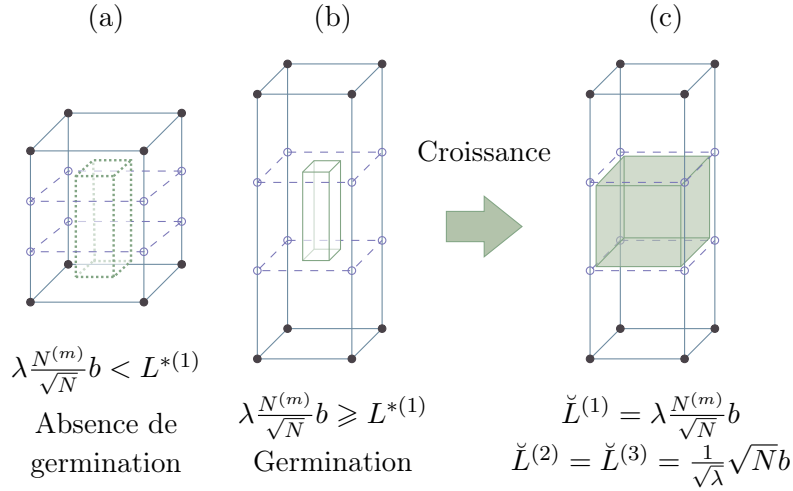 (a)
(b)
(c)
Croissance
λ N^{(m)}/√N b < L^{*(1)}
Absence de
germination
λ N^{(m)}/√N b ⩾ L^{*(1)}
Germination
L̆^{(1)} = λ N^{(m)}/√N b
L̆^{(2)} = L̆^{(3)} = 1/√λ √N b